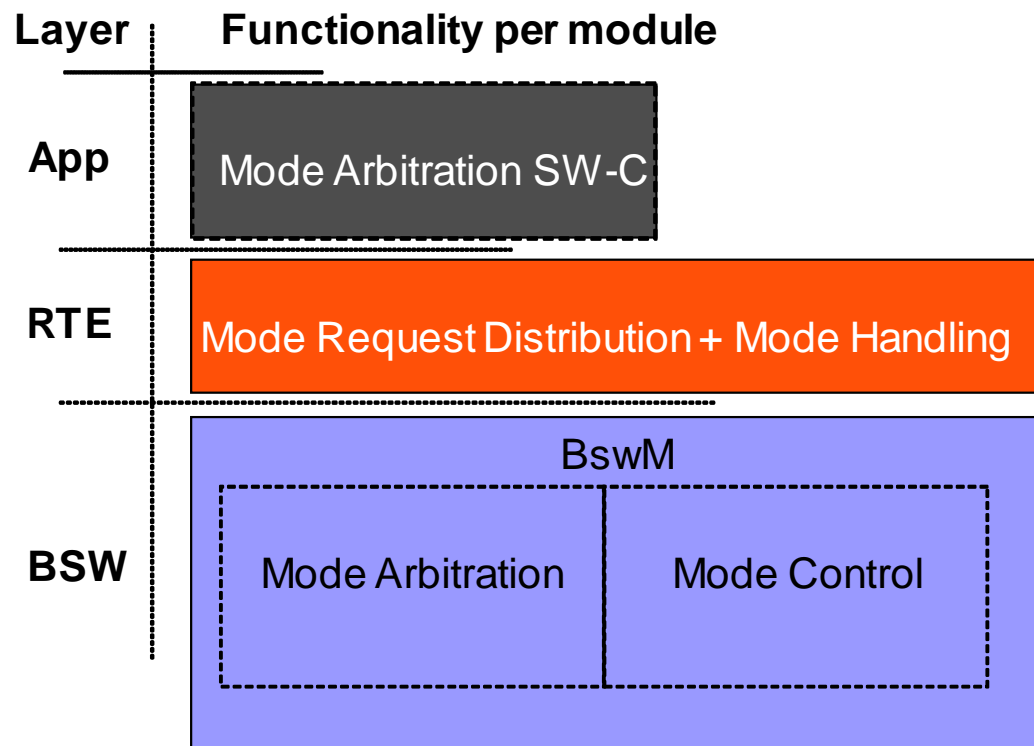 Layer
Functionality per module
App
Mode Arbitration SW-C
RTE
Mode Request Distribution + Mode Handling
BswM
BSW
Mode Arbitration
Mode Control